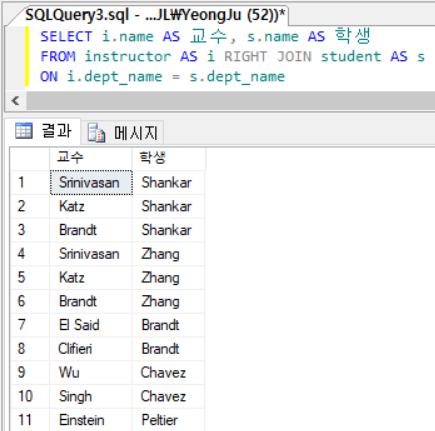 SQLQuery3.sql - ...JL₩YeongJu (52))*
SELECT i.name AS 교수, s.name AS 학생
FROM instructor AS i RIGHT JOIN student AS s
ON i.dept_name = s.dept_name
결과 메시지
교수 학생
1 Srinivasan Shankar
2 Katz Shankar
3 Brandt Shankar
4 Srinivasan Zhang
5 Katz Zhang
6 Brandt Zhang
7 El Said Brandt
8 Clifieri Brandt
9 Wu Chavez
10 Singh Chavez
11 Einstein Peltier